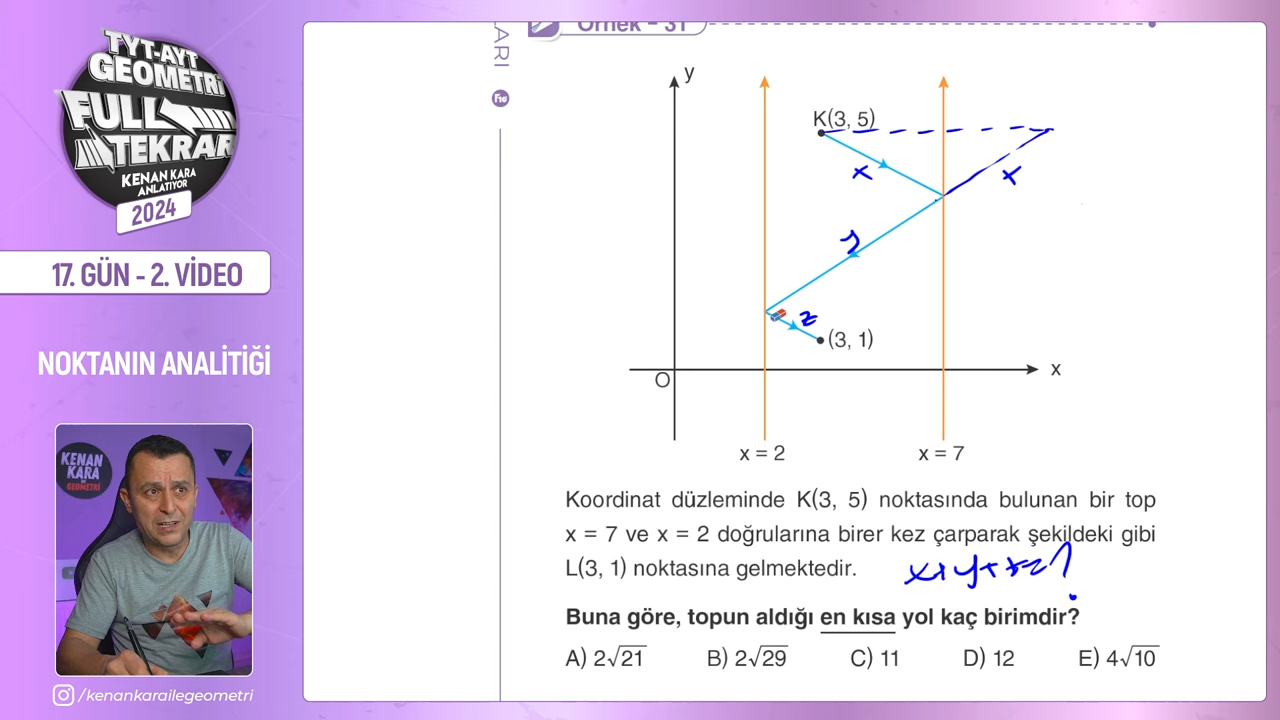 TYT-AYT
GEOMETRİ
FULL
TEKRAR
KENAN KARA
ANLATIYOR
2024
17. GÜN - 2. VİDEO
NOKTANIN ANALİTİĞİ
KENAN
KARA
GEOMETRİ
/kenankarailegeometri
ARI
Örnek – 31
y
K(3, 5)
x
x
y
z
(3, 1)
O
x
x = 2
x = 7
Koordinat düzleminde K(3, 5) noktasında bulunan bir top
x = 7 ve x = 2 doğrularına birer kez çarparak şekildeki gibi
L(3, 1) noktasına gelmektedir.
x+y+z=?
Buna göre, topun aldığı en kısa yol kaç birimdir?
A) 2√21 B) 2√29 C) 11 D) 12 E) 4√10